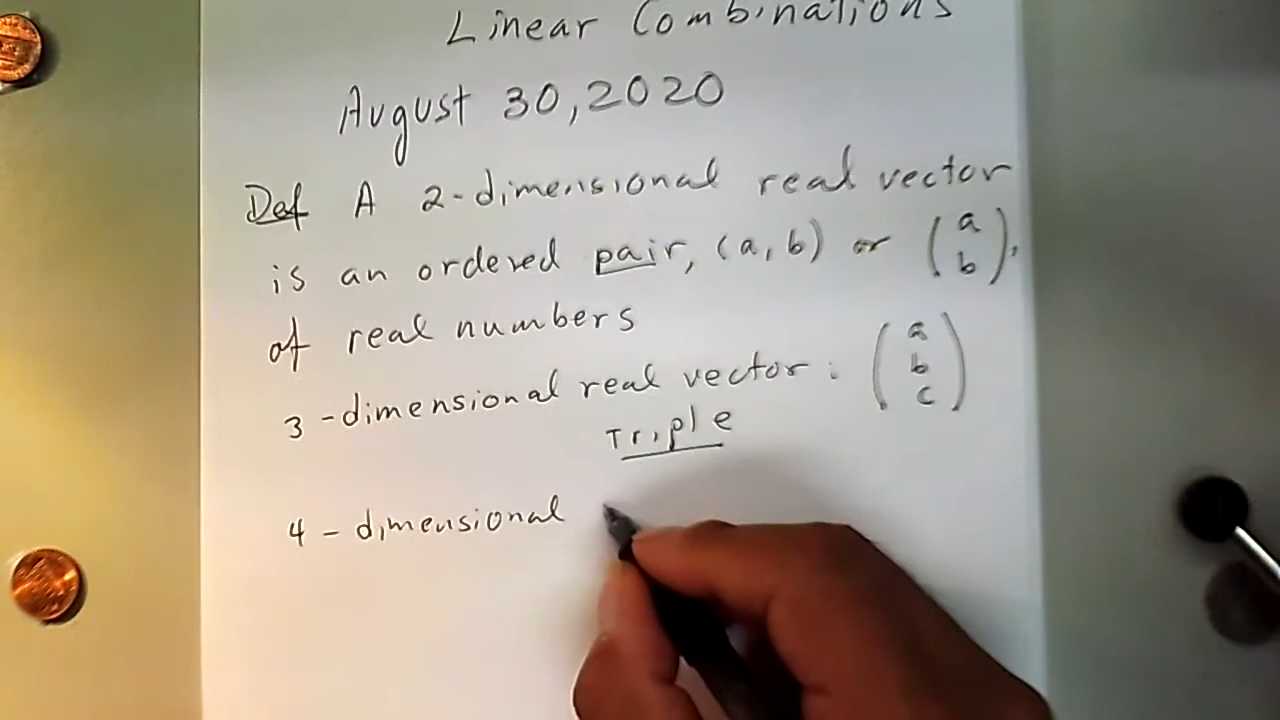 Linear Combinations
August 30, 2020
Def A 2-dimensional real vector
is an ordered pair, (a, b) or (a b),
of real numbers
3-dimensional real vector: (a b c)
Triple
4-dimensional